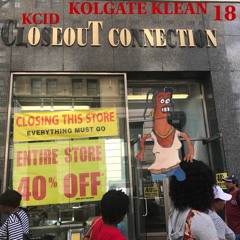 KOLGATE KLEAN 18
KCID
CLOSEOUT CONNECTION
CLOSING THIS STORE
EVERYTHING MUST GO
ENTIRE STORE
40% OFF